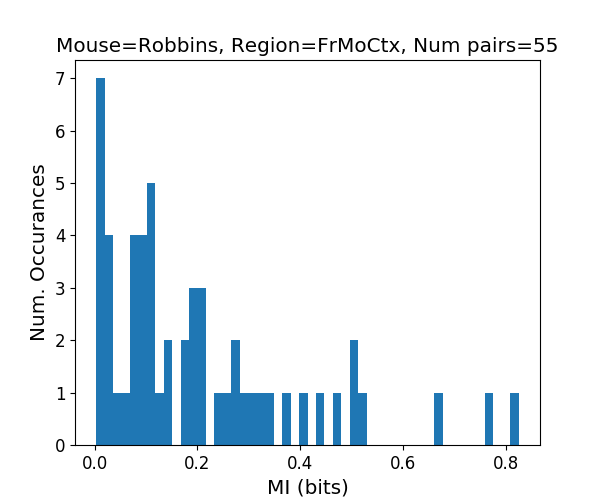 Mouse=Robbins, Region=FrMoCtx, Num pairs=55
7
6
5
4
3
2
1
0
Num. Occurances
0.0 0.2 0.4 0.6 0.8
MI (bits)